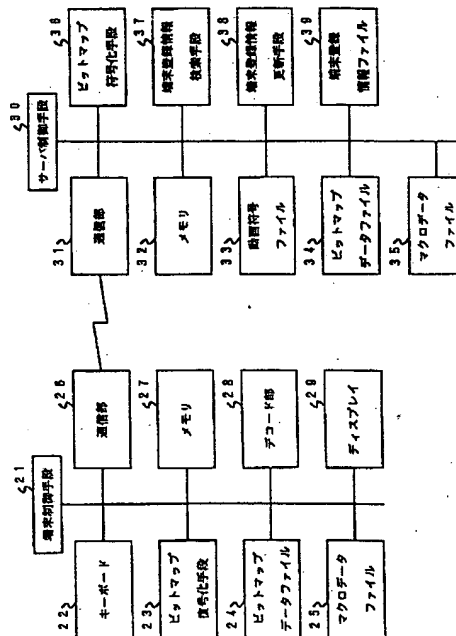 21
端末制御手段
22
キーボード
23
ビットマップ
復号化手段
24
ビットマップ
データファイル
25
マクロデータ
ファイル
26
通信部
27
メモリ
28
デコード部
29
ディスプレイ
30
サーバ制御手段
31
通信部
32
メモリ
33
動画符号
ファイル
34
ビットマップ
データファイル
35
マクロデータ
ファイル
36
ビットマップ
符号化手段
37
端末登録情報
検索手段
38
端末登録情報
更新手段
39
端末登録
情報ファイル